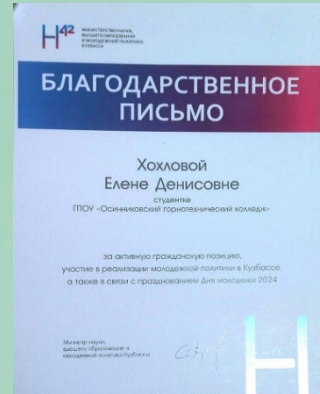 Н42
МИНИСТЕРСТВО НАУКИ,
ВЫСШЕГО ОБРАЗОВАНИЯ
И МОЛОДЕЖНОЙ ПОЛИТИКИ
КУЗБАССА
БЛАГОДАРСТВЕННОЕ
ПИСЬМО
Хохловой
Елене Денисовне
студентке
ГПОУ «Осинниковский горнотехнический колледж»
за активную гражданскую позицию,
участие в реализации молодежной политики в Кузбассе,
а также в связи с празднованием Дня молодежи 2024
Министр науки,
высшего образования и
молодежной политики Кузбасса
Н